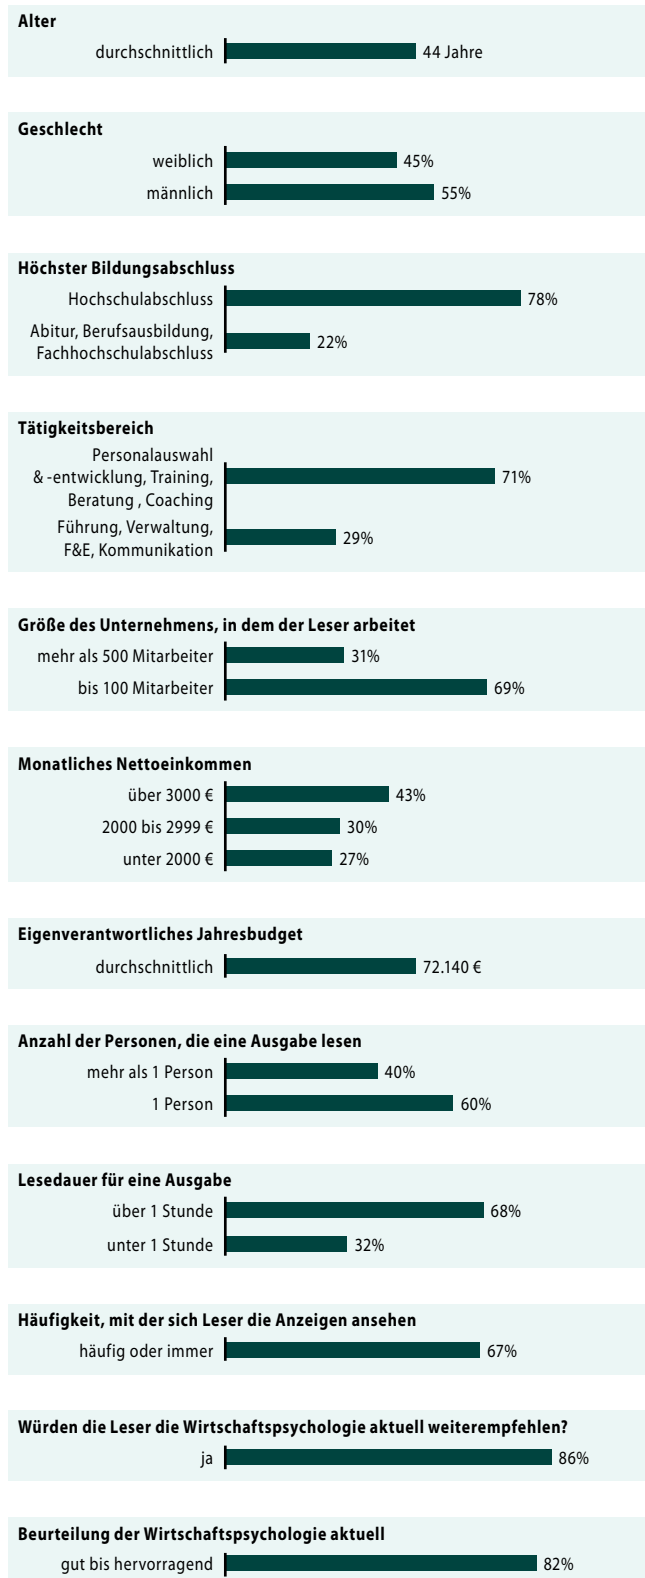 Alter
durchschnittlich 44 Jahre
Geschlecht
weiblich 45%
männlich 55%
Höchster Bildungsabschluss
Hochschulabschluss 78%
Abitur, Berufsausbildung,
Fachhochschulabschluss 22%
Tätigkeitsbereich
Personalauswahl
& -entwicklung, Training, 71%
Beratung , Coaching
Führung, Verwaltung,
F&E, Kommunikation 29%
Größe des Unternehmens, in dem der Leser arbeitet
mehr als 500 Mitarbeiter 31%
bis 100 Mitarbeiter 69%
Monatliches Nettoeinkommen
über 3000 € 43%
2000 bis 2999 € 30%
unter 2000 € 27%
Eigenverantwortliches Jahresbudget
durchschnittlich 72.140 €
Anzahl der Personen, die eine Ausgabe lesen
mehr als 1 Person 40%
1 Person 60%
Lesedauer für eine Ausgabe
über 1 Stunde 68%
unter 1 Stunde 32%
Häufigkeit, mit der sich Leser die Anzeigen ansehen
häufig oder immer 67%
Würden die Leser die Wirtschaftspsychologie aktuell weiterempfehlen?
ja 86%
Beurteilung der Wirtschaftspsychologie aktuell
gut bis hervorragend 82%